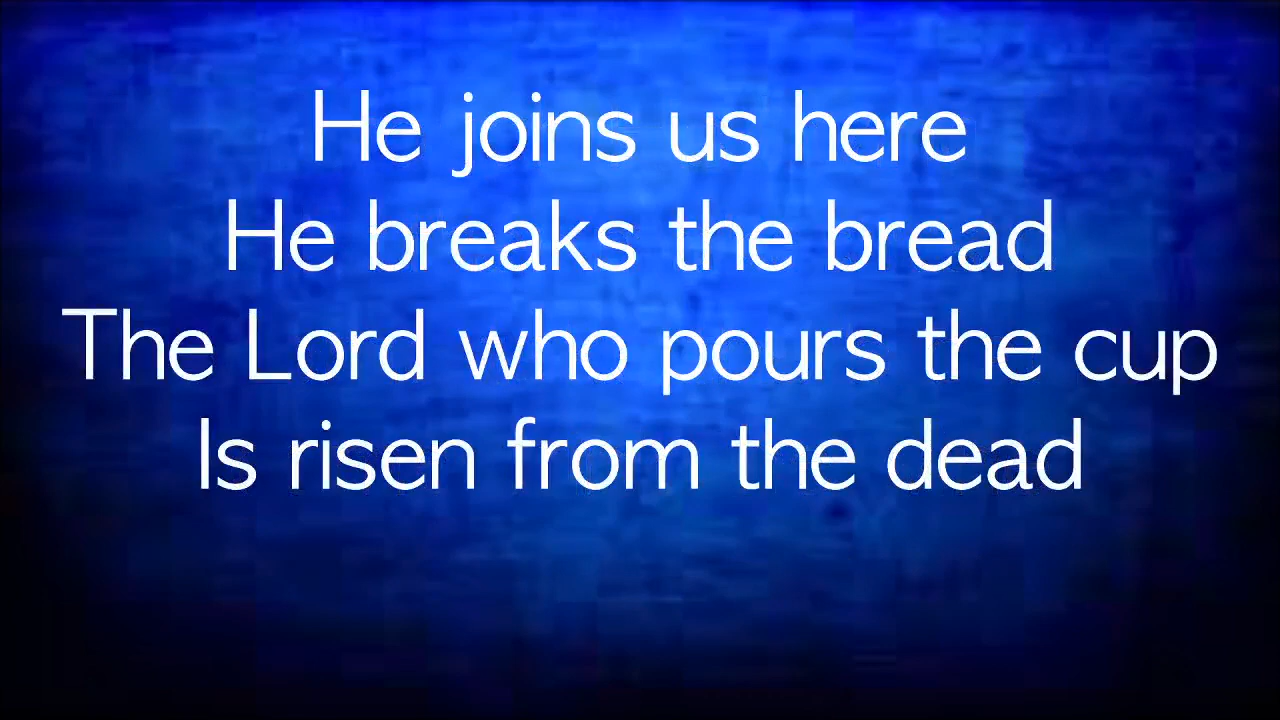 He joins us here
He breaks the bread
The Lord who pours the cup
Is risen from the dead